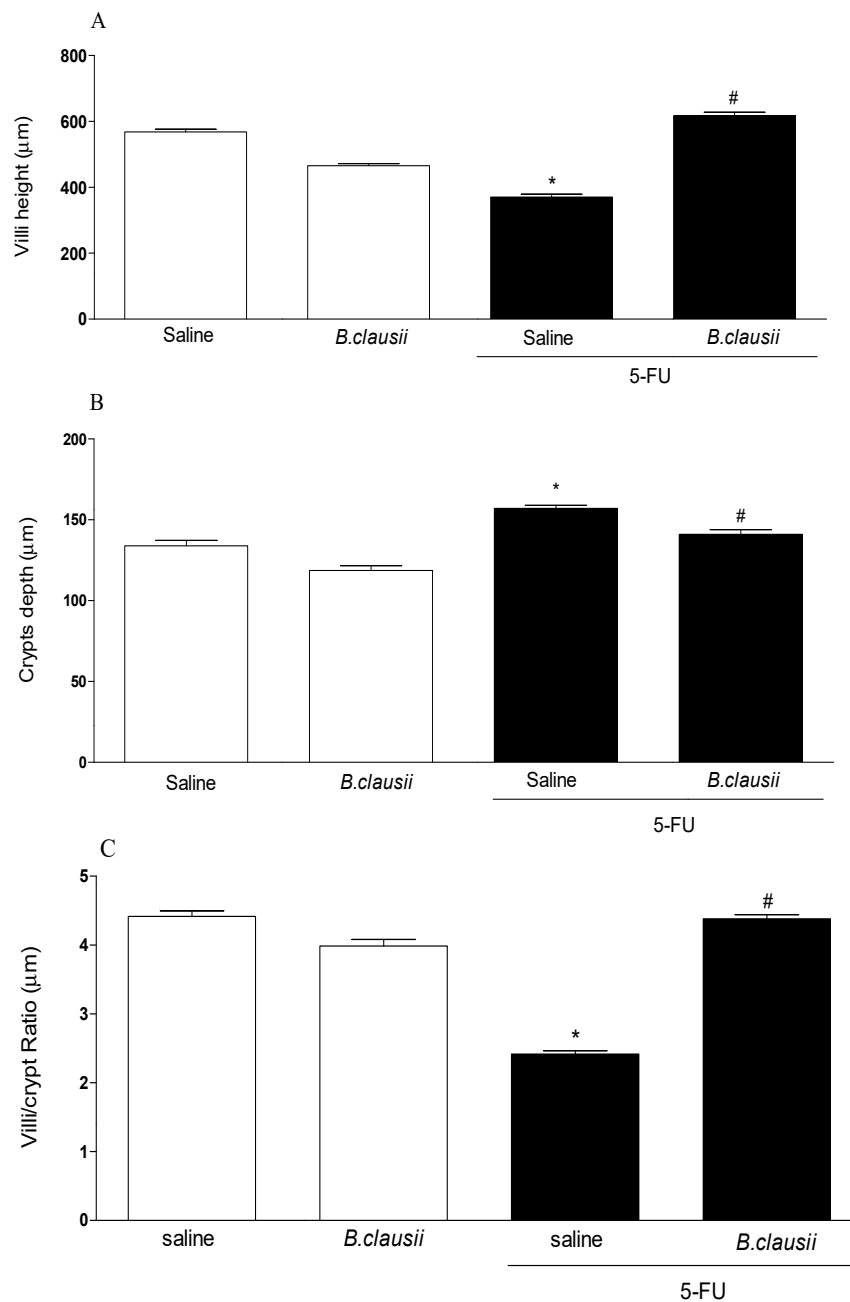 A
Villi height (μm)
800
600
400
200
0
*
#
Saline
B.clausii
Saline
B.clausii
5-FU
B
Crypts depth (μm)
200
150
100
50
0
*
#
Saline
B.clausii
Saline
B.clausii
5-FU
C
Villi/crypt Ratio (μm)
5
4
3
2
1
0
*
#
saline
B.clausii
saline
B.clausii
5-FU